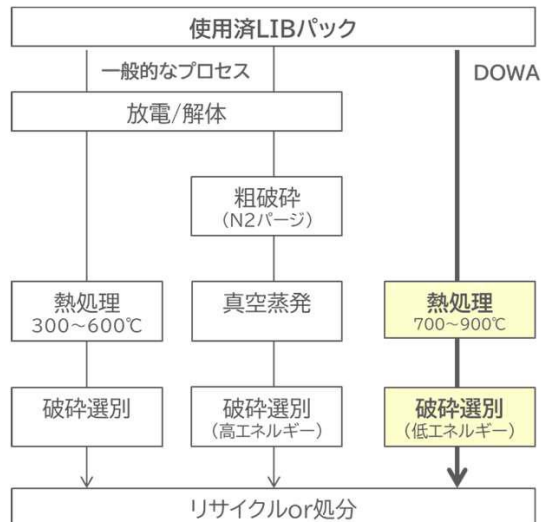 使用済LIBパック
一般的なプロセス
DOWA
放電/解体
粗破砕
(N2パージ)
熱処理
300～600℃
真空蒸発
熱処理
700～900℃
破砕選別
破砕選別
(高エネルギー)
破砕選別
(低エネルギー)
リサイクルor処分